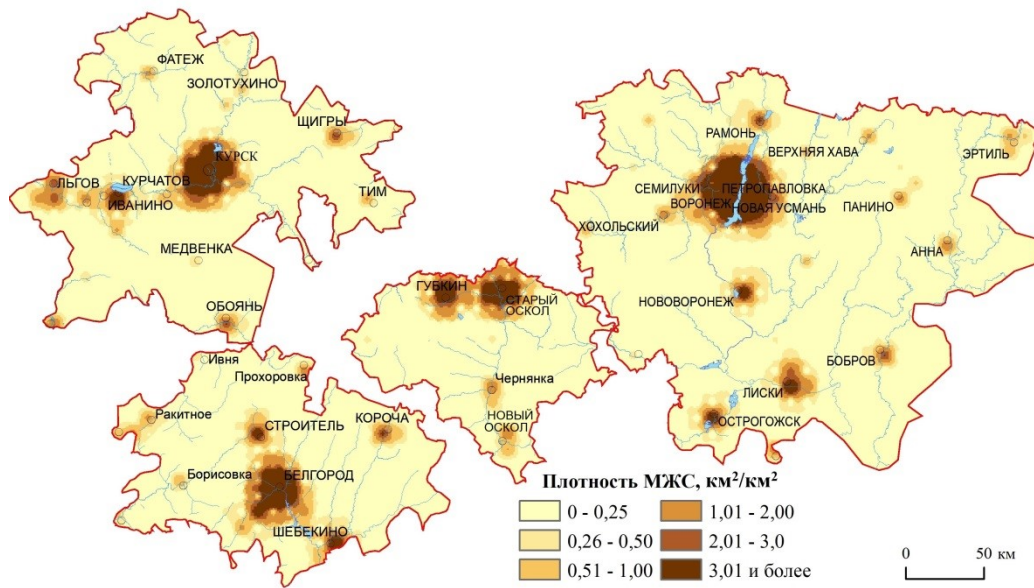 ФАТЕЖ
ЗОЛОТУХИНО
ЩИГРЫ
КУРСК
ЛЬГОВ
КУРЧАТОВ
ИВАНИНО
ТИМ
МЕДВЕНКА
ОБОЯНЬ
РАМОНЬ
ВЕРХНЯЯ ХАВА
ЭРТИЛЬ
СЕМИЛУКИ
ПЕТРОПАВЛОВКА
ВОРОНЕЖ
НОВАЯ УСМАНЬ
ПАНИНО
ХОХОЛЬСКИЙ
АННА
НОВОВОРОНЕЖ
БОБРОВ
ЛИСКИ
ОСТРОГОЖСК
ГУБКИН
СТАРЫЙ
ОСКОЛ
Чернянка
НОВЫЙ
ОСКОЛ
Ивня
Прохоровка
Ракитное
СТРОИТЕЛЬ
КОРОЧА
Борисовка
БЕЛГОРОД
ШЕБЕКИНО
Плотность МЖС, км²/км²
0 - 0,25
1,01 - 2,00
0,26 - 0,50
2,01 - 3,0
0,51 - 1,00
3,01 и более
0 50 км